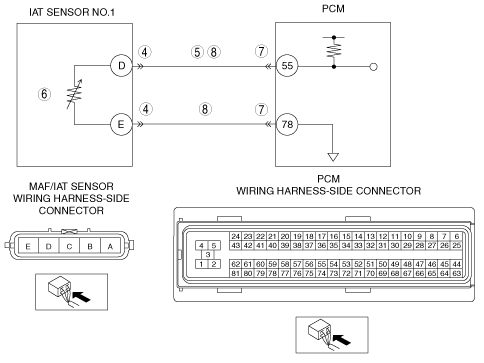 IAT SENSOR NO.1
PCM
4
5 8
7
D
55
6
4
8
7
E
78
MAF/IAT SENSOR
WIRING HARNESS-SIDE
CONNECTOR
PCM
WIRING HARNESS-SIDE CONNECTOR
E D C B A
24 23 22 21 20 19 18 17 16 15 14 13 12 11 10 9 8 7 6
4 5 43 42 41 40 39 38 37 36 35 34 33 32 31 30 29 28 27 26 25
3
1 2 62 61 60 59 58 57 56 55 54 53 52 51 50 49 48 47 46 45 44
81 80 79 78 77 76 75 74 73 72 71 70 69 68 67 66 65 64 63